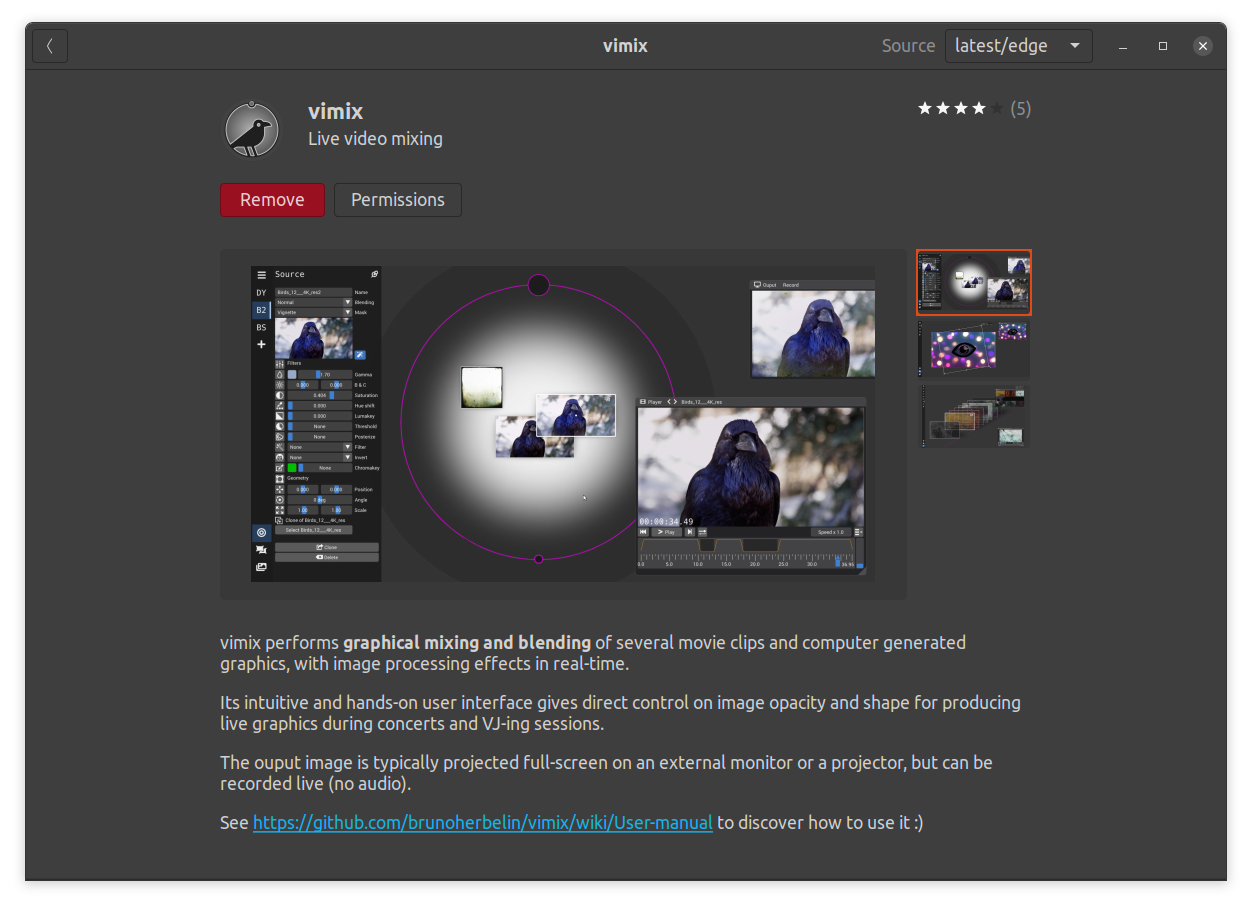 vimix
Source
latest/edge
vimix
Live video mixing
(5)
Remove
Permissions
Source
DY
B2
BS
Birds_12___4K_res2 Name
Normal Blending
Vignette Mask
Filters
1.70 Gamma
0.000 0.000 B & C
0.404 Saturation
0.000 Hue shift
0.000 Lumakey
None Threshold
None Posterize
None Filter
None Invert
None Chromakey
Geometry
0.000 0.000 Position
0 deg Angle
1.00 1.00 Scale
Clone of Birds_12___4K_res
Select Birds_12___4K_res
Clone
Delete
Ouput Record
Player Birds_12___4K_res
00:00:34.49
Play
Speed x 1.0
0.0 5.0 10.0 15.0 20.0 25.0 30.0 36.95
vimix performs graphical mixing and blending of several movie clips and computer generated
graphics, with image processing effects in real-time.
Its intuitive and hands-on user interface gives direct control on image opacity and shape for producing
live graphics during concerts and VJ-ing sessions.
The ouput image is typically projected full-screen on an external monitor or a projector, but can be
recorded live (no audio).
See https://github.com/brunoherbelin/vimix/wiki/User-manual to discover how to use it :)